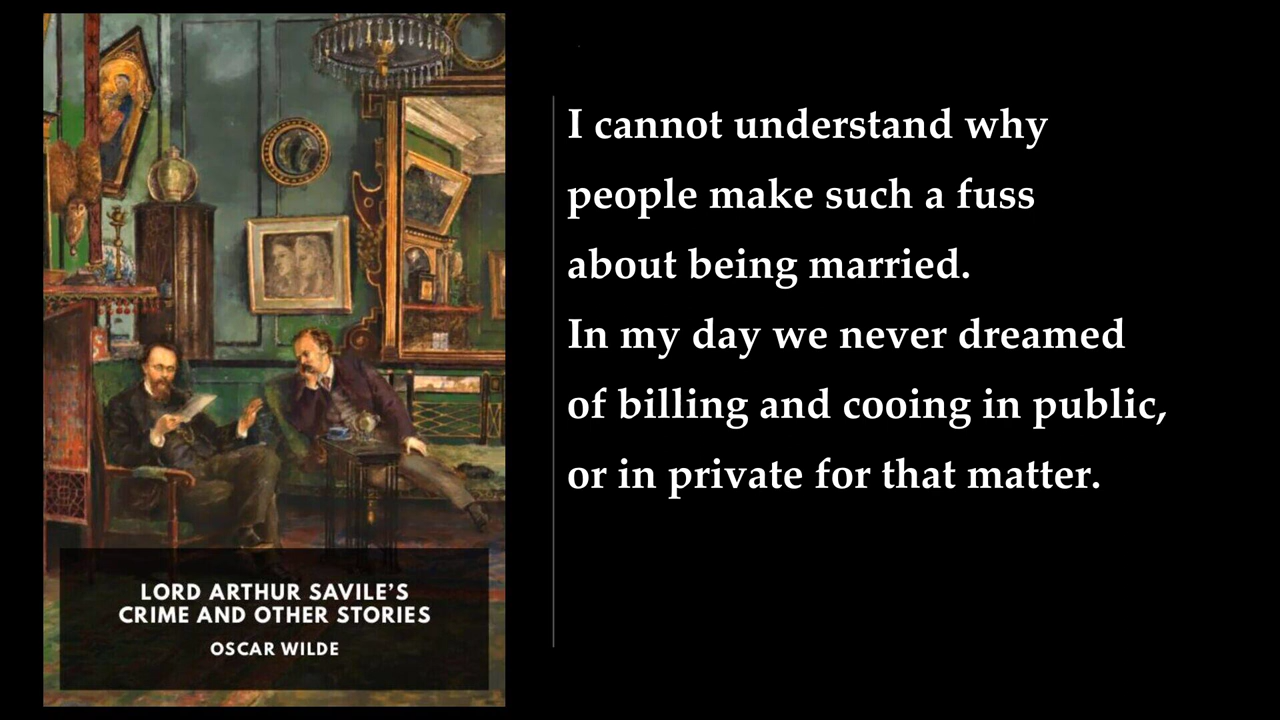 LORD ARTHUR SAVILE’S
CRIME AND OTHER STORIES
OSCAR WILDE
I cannot understand why
people make such a fuss
about being married.
In my day we never dreamed
of billing and cooing in public,
or in private for that matter.